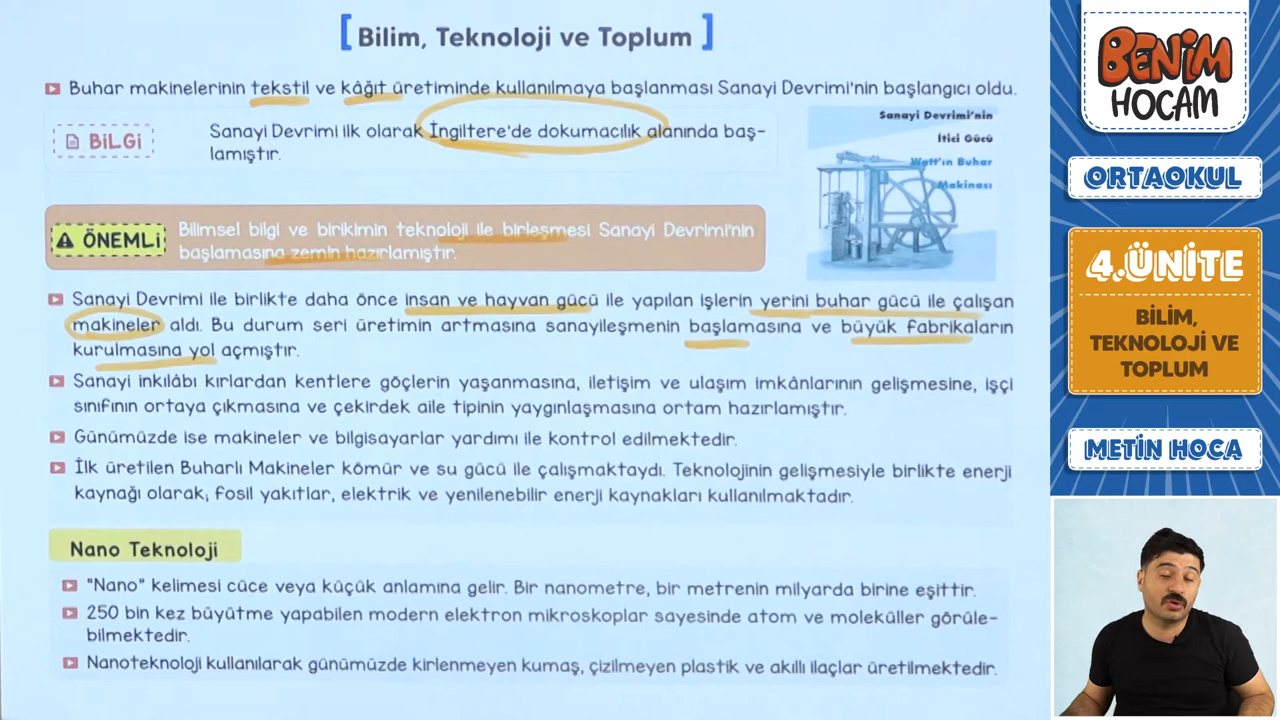 [Bilim, Teknoloji ve Toplum]
Buhar makinelerinin tekstil ve kâğıt üretiminde kullanılmaya başlanması Sanayi Devrimi'nin başlangıcı oldu.
BİLGİ
Sanayi Devrimi ilk olarak İngiltere'de dokumacılık alanında baş-
lamıştır.
Sanayi Devrimi'nin
İtici Gücü
Watt'ın Buhar
Makinası
ÖNEMLİ
Bilimsel bilgi ve birikimin teknoloji ile birleşmesi Sanayi Devrimi'nin
başlamasına zemin hazırlamıştır.
Sanayi Devrimi ile birlikte daha önce insan ve hayvan gücü ile yapılan işlerin yerini buhar gücü ile çalışan
makineler aldı. Bu durum seri üretimin artmasına sanayileşmenin başlamasına ve büyük fabrikaların
kurulmasına yol açmıştır.
Sanayi inkılâbı kırlardan kentlere göçlerin yaşanmasına, iletişim ve ulaşım imkânlarının gelişmesine, işçi
sınıfının ortaya çıkmasına ve çekirdek aile tipinin yaygınlaşmasına ortam hazırlamıştır.
Günümüzde ise makineler ve bilgisayarlar yardımı ile kontrol edilmektedir.
İlk üretilen Buharlı Makineler kömür ve su gücü ile çalışmaktaydı. Teknolojinin gelişmesiyle birlikte enerji
kaynağı olarak, fosil yakıtlar, elektrik ve yenilenebilir enerji kaynakları kullanılmaktadır.
Nano Teknoloji
"Nano" kelimesi cüce veya küçük anlamına gelir. Bir nanometre, bir metrenin milyarda birine eşittir.
250 bin kez büyütme yapabilen modern elektron mikroskoplar sayesinde atom ve moleküller görüle-
bilmektedir.
Nanoteknoloji kullanılarak günümüzde kirlenmeyen kumaş, çizilmeyen plastik ve akıllı ilaçlar üretilmektedir.
BENİM
HOCAM
ORTAOKUL
4.ÜNİTE
BİLİM,
TEKNOLOJİ VE
TOPLUM
METİN HOCA